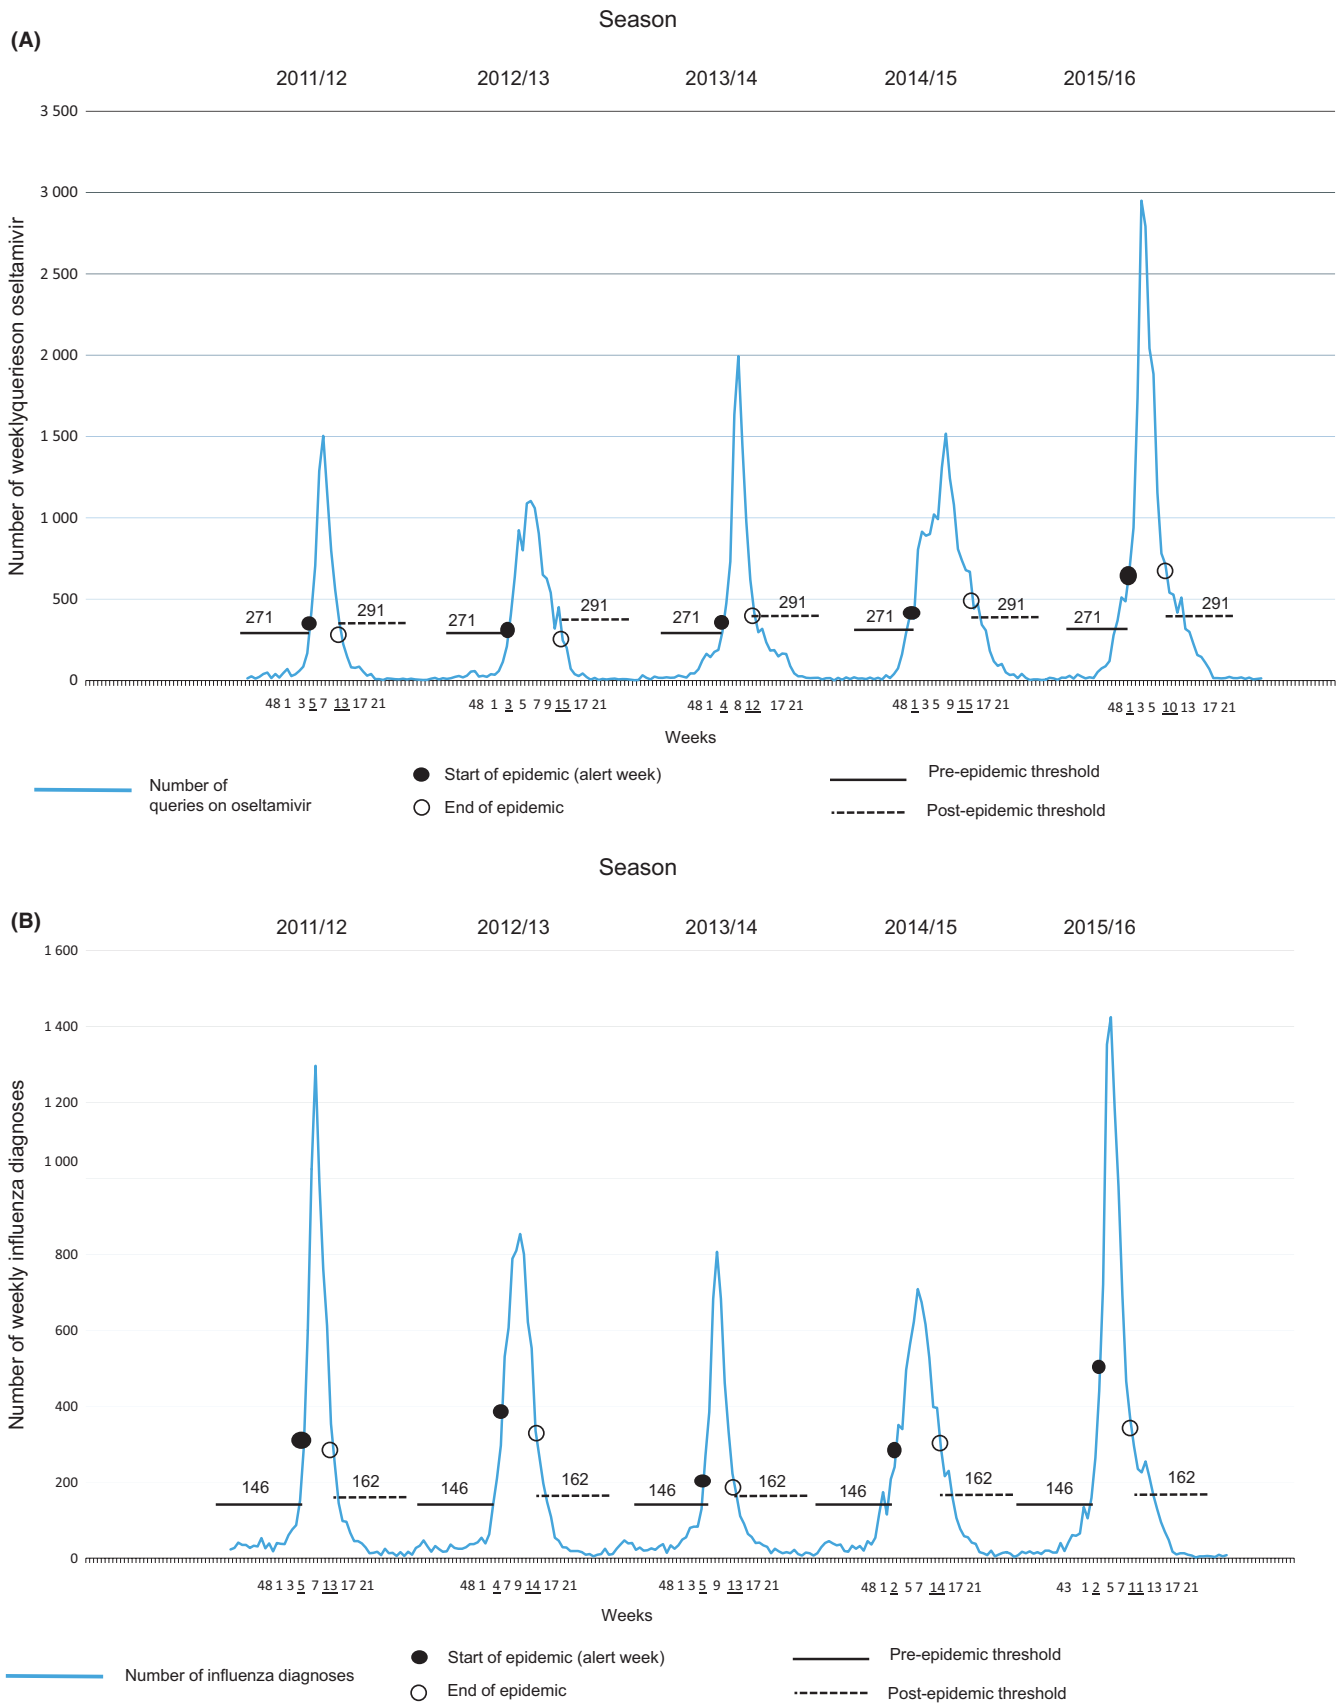 Season
(A)
2011/12 2012/13 2013/14 2014/15 2015/16
3 500
3 000
2 500
2 000
1 500
1 000
500
0
Number of weeklyquerieson oseltamivir
271 291 271 291 271 291 271 291 271 291
48 1 3 5 7 13 17 21 48 1 3 5 7 9 15 17 21 48 1 4 8 12 17 21 48 1 3 5 9 15 17 21 48 1 3 5 10 13 17 21
Weeks
Number of
queries on oseltamivir
Start of epidemic (alert week)
End of epidemic
Pre-epidemic threshold
Post-epidemic threshold
Season
(B)
2011/12 2012/13 2013/14 2014/15 2015/16
1 600
1 400
1 200
1 000
800
600
400
200
0
Number of weekly influenza diagnoses
146 162 146 162 146 162 146 162 146 162
48 1 3 5 7 13 17 21 48 1 4 7 9 14 17 21 48 1 3 5 9 13 17 21 48 1 2 5 7 14 17 21 43 1 2 5 7 11 13 17 21
Weeks
Number of influenza diagnoses
Start of epidemic (alert week)
End of epidemic
Pre-epidemic threshold
Post-epidemic threshold